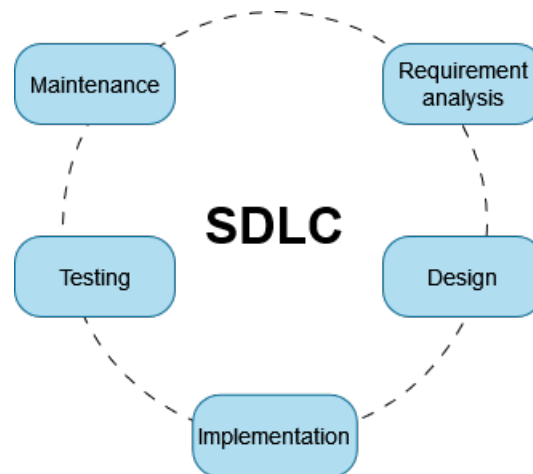 Maintenance
Requirement
analysis
SDLC
Testing
Design
Implementation